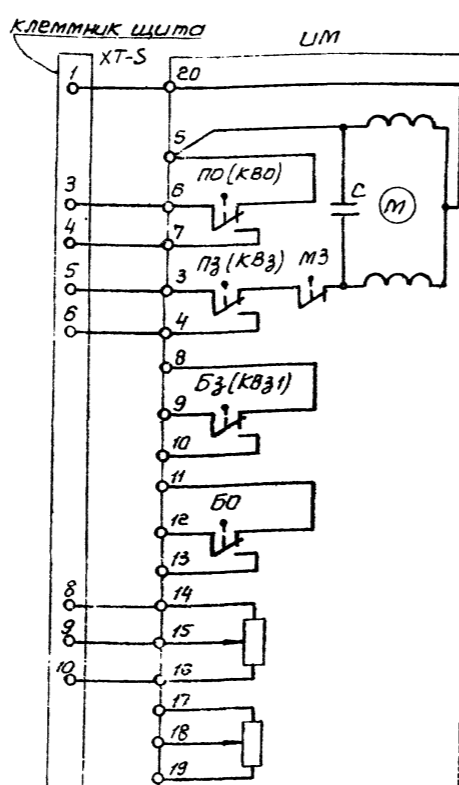 клеммник щита
XT-S
ИМ
1
20
5
ПО (КВО)
3
6
4
7
С
М
ПЗ (КВЗ)
МЗ
5
3
6
4
8
БЗ (КВЗ1)
9
10
11
БО
12
13
8
14
9
15
10
16
17
18
19